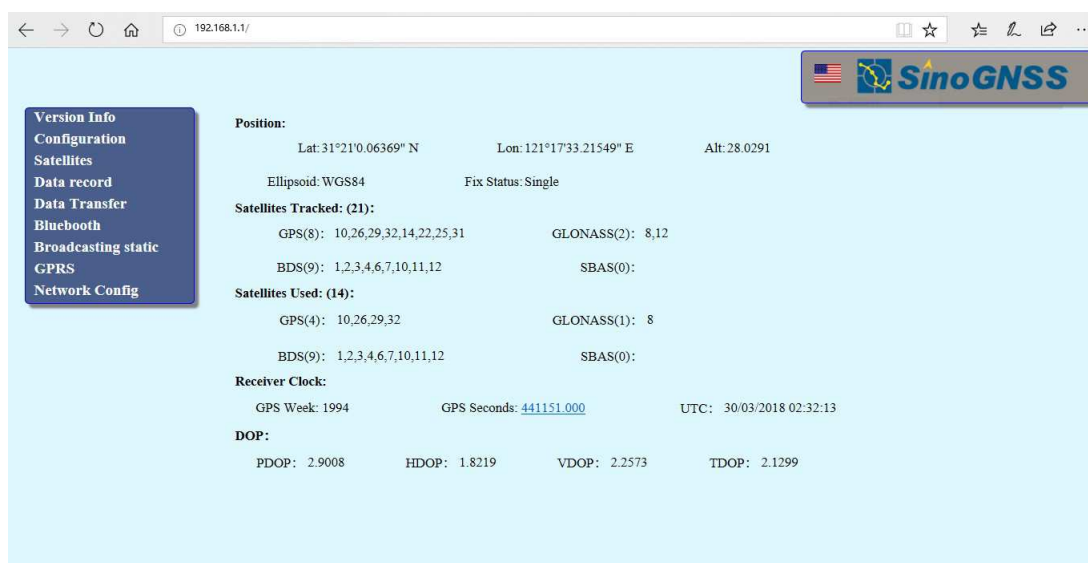 192.168.1.1/
SinoGNSS
Version Info
Configuration
Satellites
Data record
Data Transfer
Bluebooth
Broadcasting static
GPRS
Network Config
Position:
Lat: 31°21'0.06369" N Lon: 121°17'33.21549" E Alt: 28.0291
Ellipsoid: WGS84 Fix Status: Single
Satellites Tracked: (21):
GPS(8): 10,26,29,32,14,22,25,31 GLONASS(2): 8,12
BDS(9): 1,2,3,4,6,7,10,11,12 SBAS(0):
Satellites Used: (14):
GPS(4): 10,26,29,32 GLONASS(1): 8
BDS(9): 1,2,3,4,6,7,10,11,12 SBAS(0):
Receiver Clock:
GPS Week: 1994 GPS Seconds: 441151.000 UTC: 30/03/2018 02:32:13
DOP:
PDOP: 2.9008 HDOP: 1.8219 VDOP: 2.2573 TDOP: 2.1299